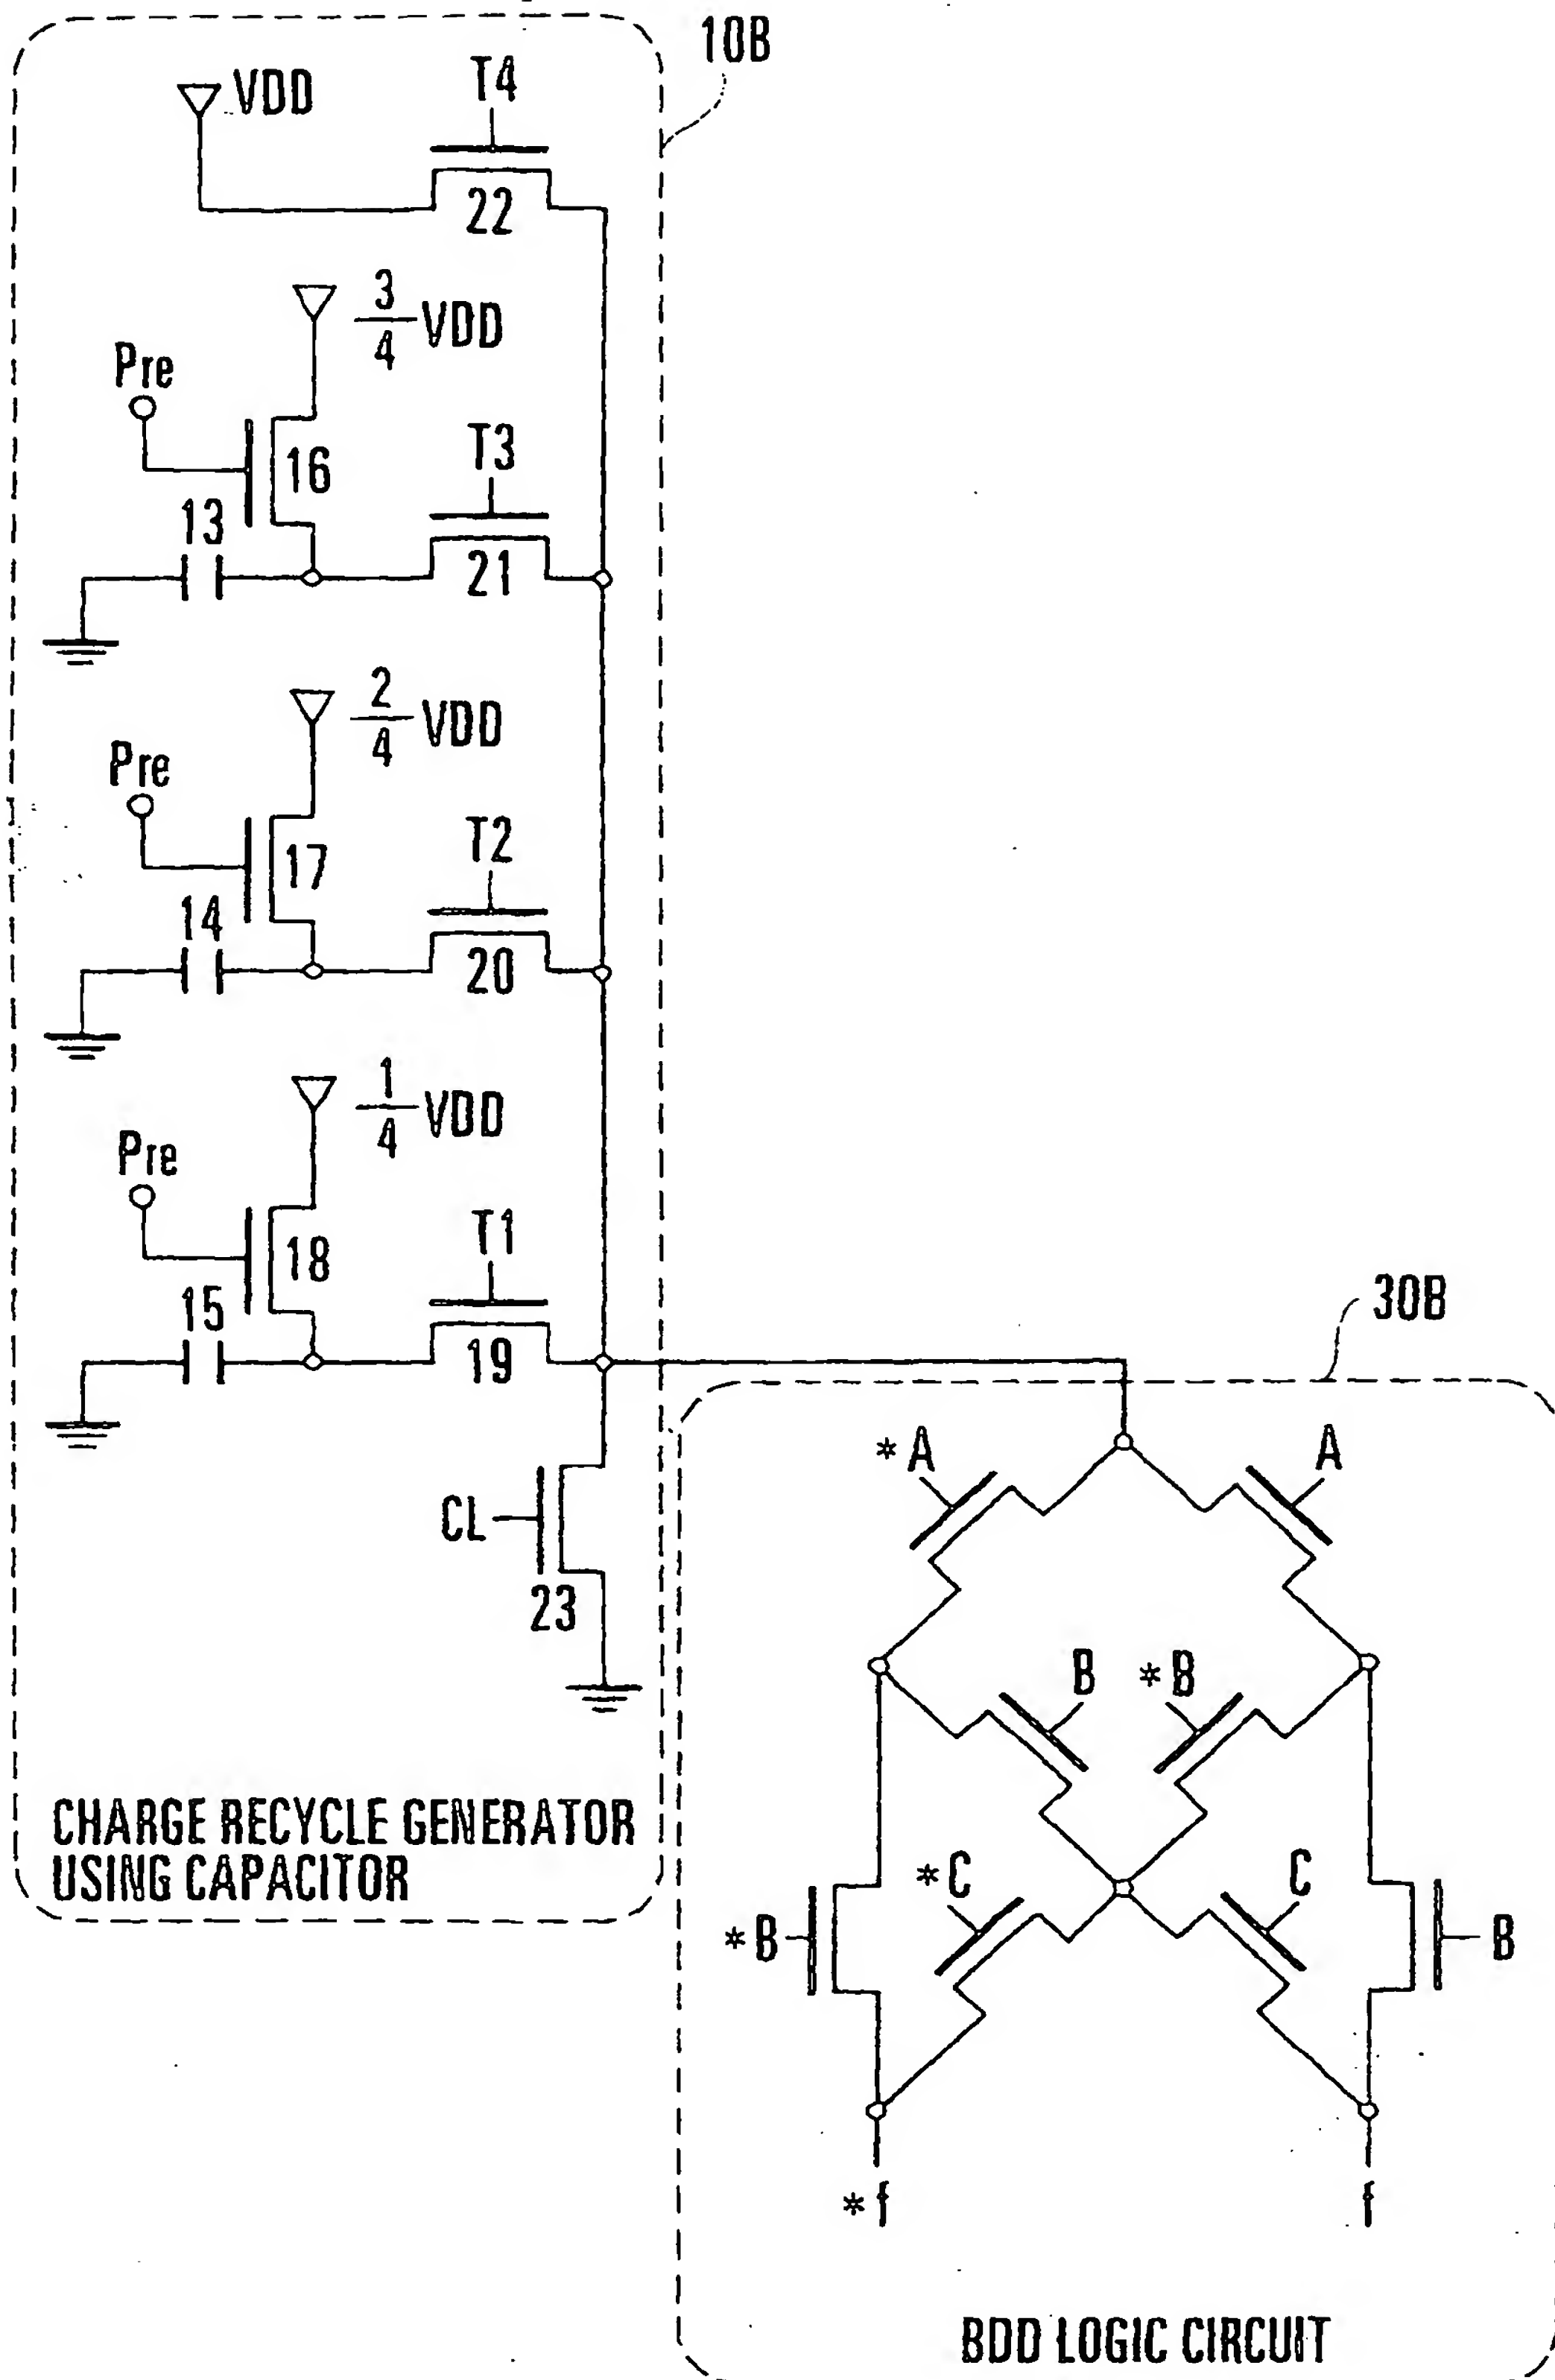 10B
VDD
T4
22
3/4 VDD
Pre
16
T3
13
21
2/4 VDD
Pre
17
T2
14
20
1/4 VDD
Pre
18
T1
15
19
30B
*A
A
CL
23
B
*B
CHARGE RECYCLE GENERATOR
USING CAPACITOR
*C
C
*B
B
*f
f
BDD LOGIC CIRCUIT